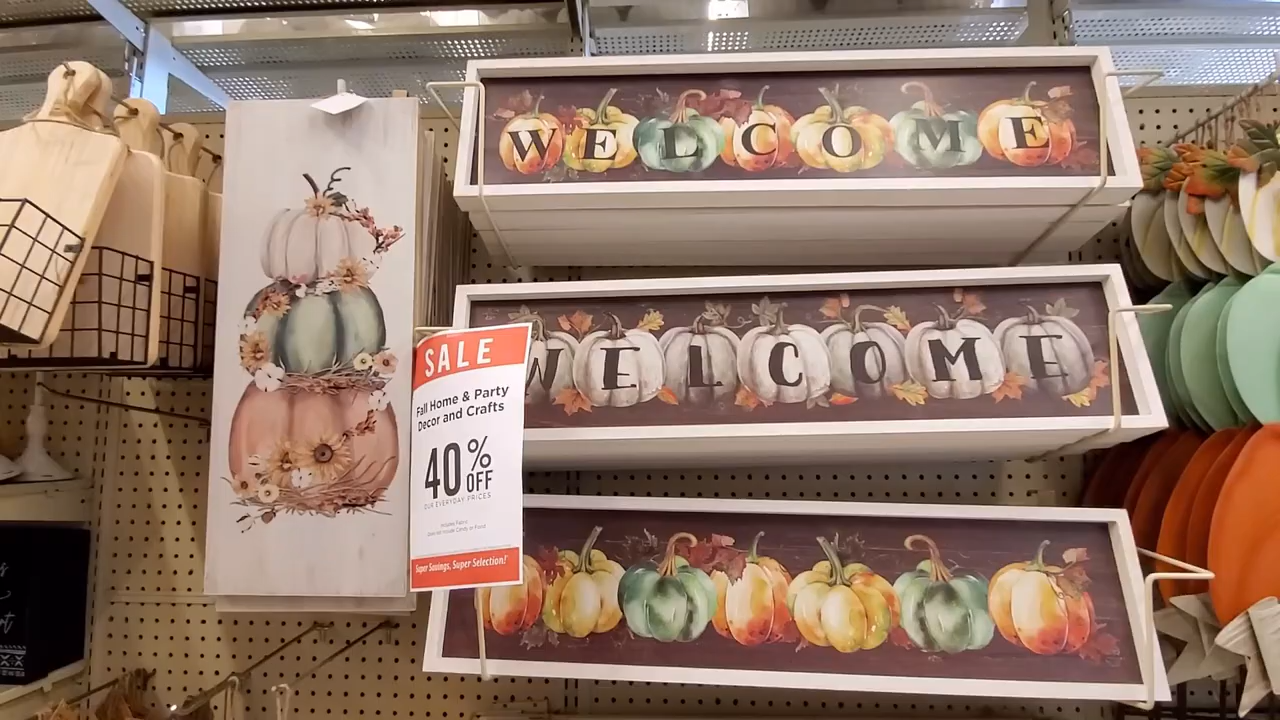 WELCOME
WELCOME
SALE
Fall Home & Party
Decor and Crafts
40% OFF
OUR EVERYDAY PRICES
Super Savings, Super Selection!